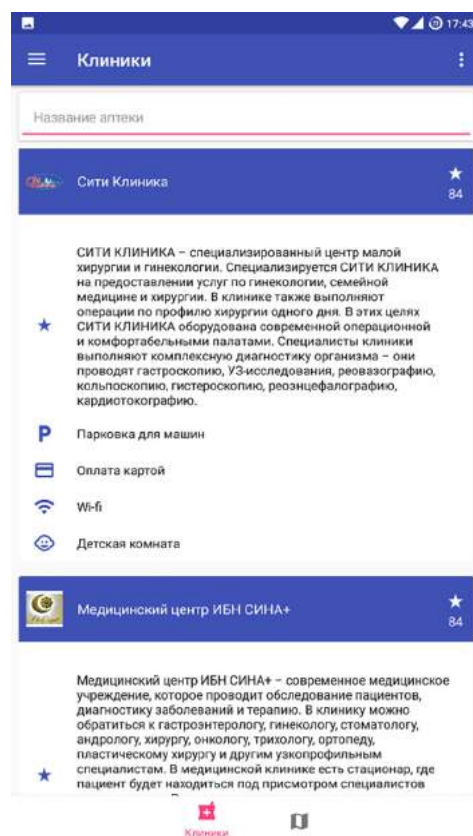 17:43
Клиники
Название аптеки
Сити Клиника
84
СИТИ КЛИНИКА – специализированный центр малой
хирургии и гинекологии. Специализируется СИТИ КЛИНИКА
на предоставлении услуг по гинекологии, семейной
медицине и хирургии. В клинике также выполняют
операции по профилю хирургии одного дня. В этих целях
СИТИ КЛИНИКА оборудована современной операционной
и комфортабельными палатами. Специалисты клиники
выполняют комплексную диагностику организма – они
проводят гастроскопию, УЗ-исследования, реовазографию,
кольпоскопию, гистероскопию, реоэнцефалографию,
кардиотокографию.
P Парковка для машин
Оплата картой
Wi-fi
Детская комната
Медицинский центр ИБН СИНА+
84
Медицинский центр ИБН СИНА+ – современное медицинское
учреждение, которое проводит обследование пациентов,
диагностику заболеваний и терапию. В клинику можно
обратиться к гастроэнтерологу, гинекологу, стоматологу,
андрологу, хирургу, онкологу, трихологу, ортопеду,
пластическому хирургу и другим узкопрофильным
специалистам. В медицинской клинике есть стационар, где
пациент будет находиться под присмотром специалистов
Клиники